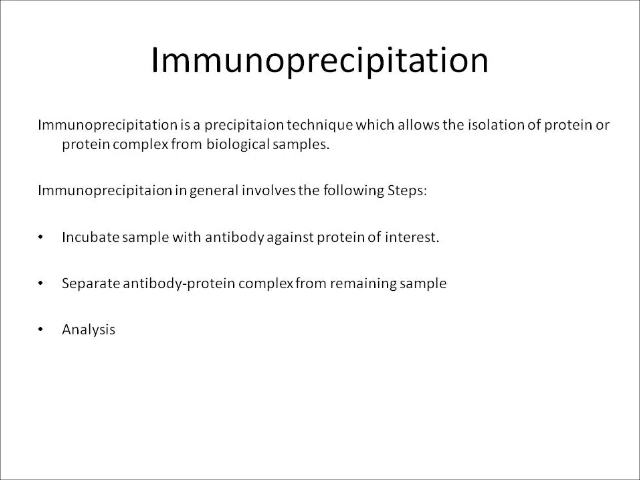 Immunoprecipitation
Immunoprecipitation is a precipitaion technique which allows the isolation of protein or
protein complex from biological samples.
Immunoprecipitaion in general involves the following Steps:
• Incubate sample with antibody against protein of interest.
• Separate antibody-protein complex from remaining sample
• Analysis